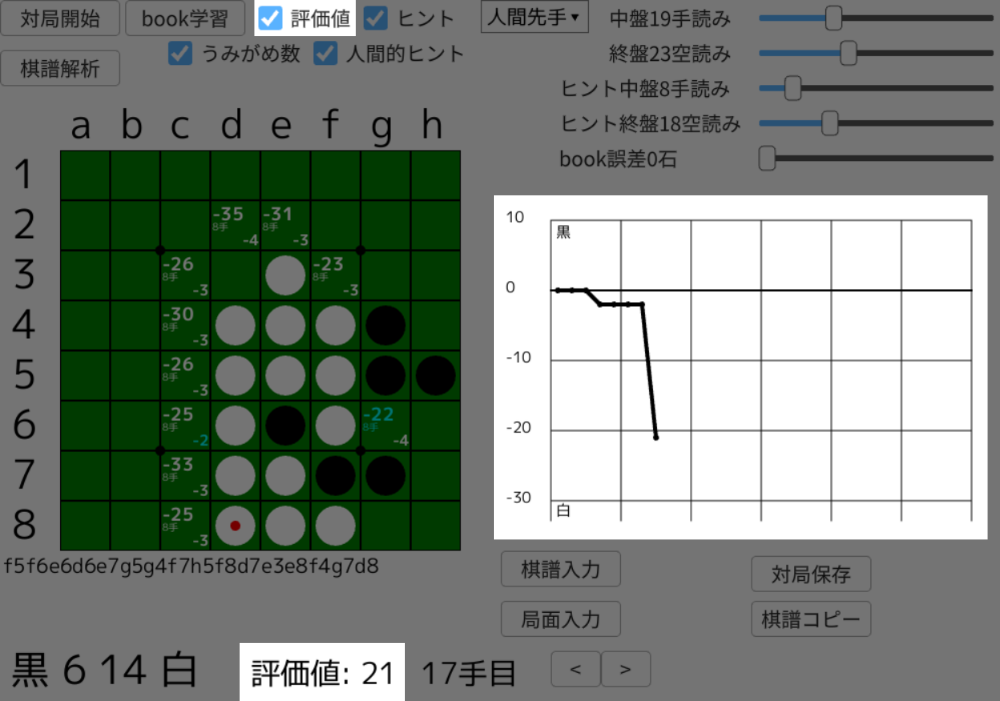 対局開始 book学習 評価値 ヒント 人間先手▾ 中盤19手読み
うみがめ数 人間的ヒント 終盤23空読み
棋譜解析
ヒント中盤8手読み
ヒント終盤18空読み
book誤差0石
a b c d e f g h
1
2 -35 8手 -4 -31 8手 -3
3 -26 8手 -3 -23 8手 -3
4 -30 8手 -3
5 -26 8手 -3
6 -25 8手 -2 -22 8手 -4
7 -33 8手 -3
8 -25 8手 -3
f5f6e6d6e7g5g4f7h5f8d7e3e8f4g7d8
10
黒
0
-10
-20
-30
白
棋譜入力 対局保存
局面入力 棋譜コピー
黒 6 14 白 評価値: 21 17手目 < >